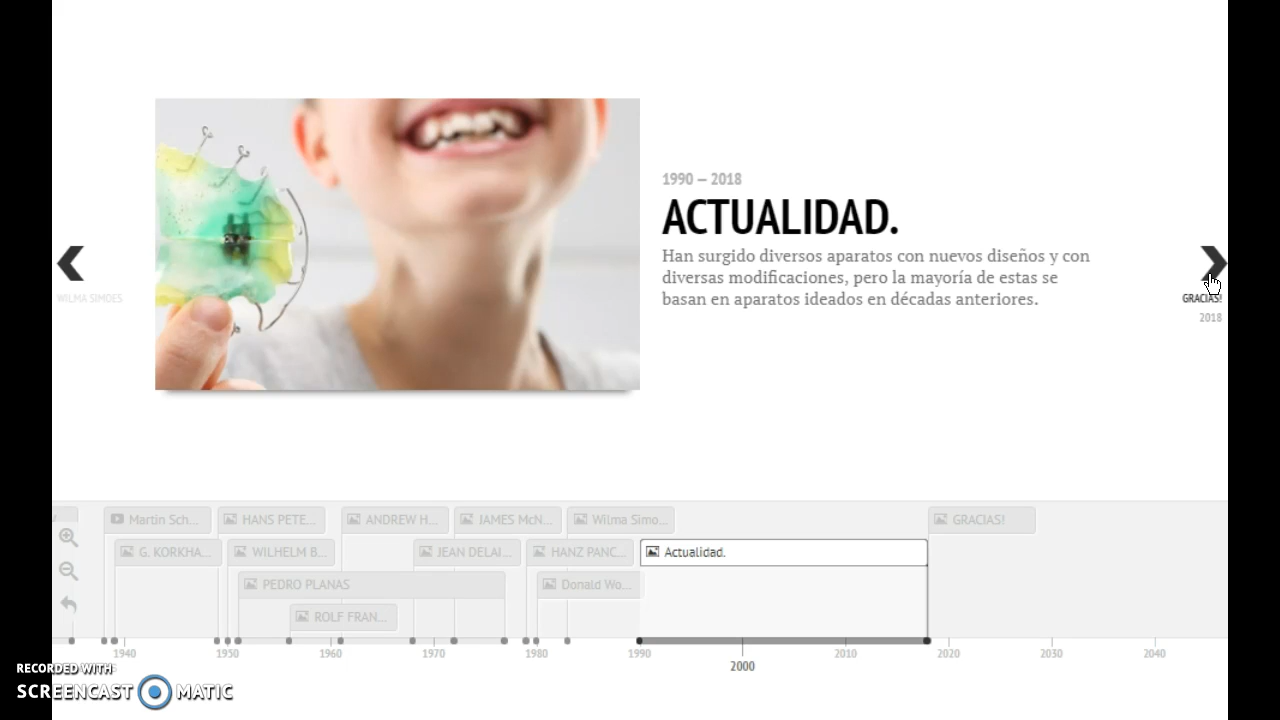 1990 – 2018
ACTUALIDAD.
Han surgido diversos aparatos con nuevos diseños y con
diversas modificaciones, pero la mayoría de estas se
basan en aparatos ideados en décadas anteriores.
WILMA SIMOES
GRACIAS!
2018
Martin Sch...
HANS PETE...
ANDREW H...
JAMES McN...
Wilma Simo...
GRACIAS!
G. KORKHA...
WILHELM B...
JEAN DELAI...
HANZ PANC...
Actualidad.
PEDRO PLANAS
Donald Wo...
ROLF FRAN...
1940 1950 1960 1970 1980 1990 2000 2010 2020 2030 2040
RECORDED WITH
SCREENCAST MATIC